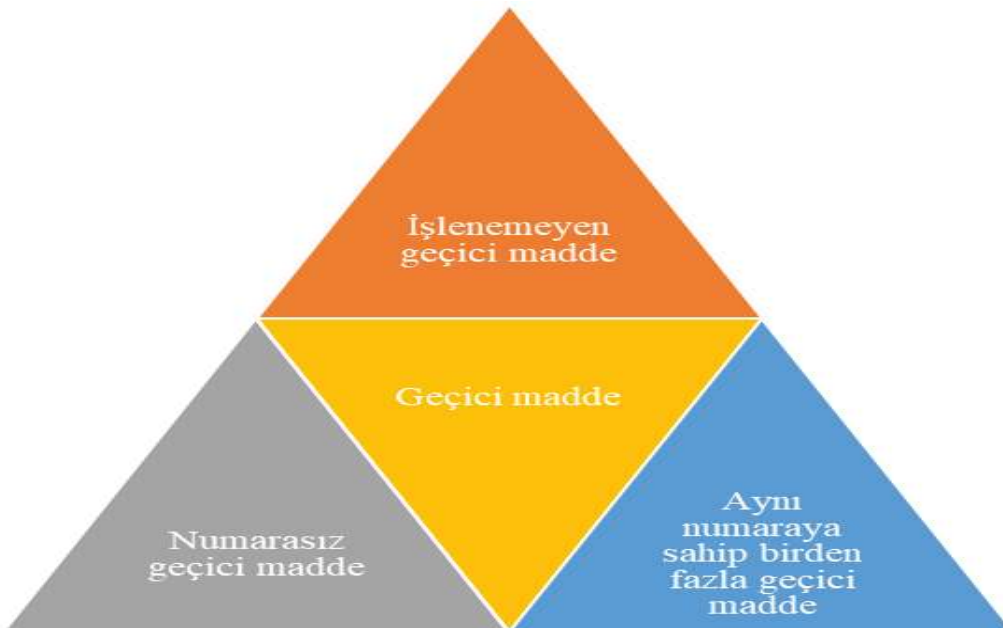 İşlenemeyen
geçici madde
Geçici madde
Numarasız
geçici madde
Aynı
numaraya
sahip birden
fazla geçici
madde